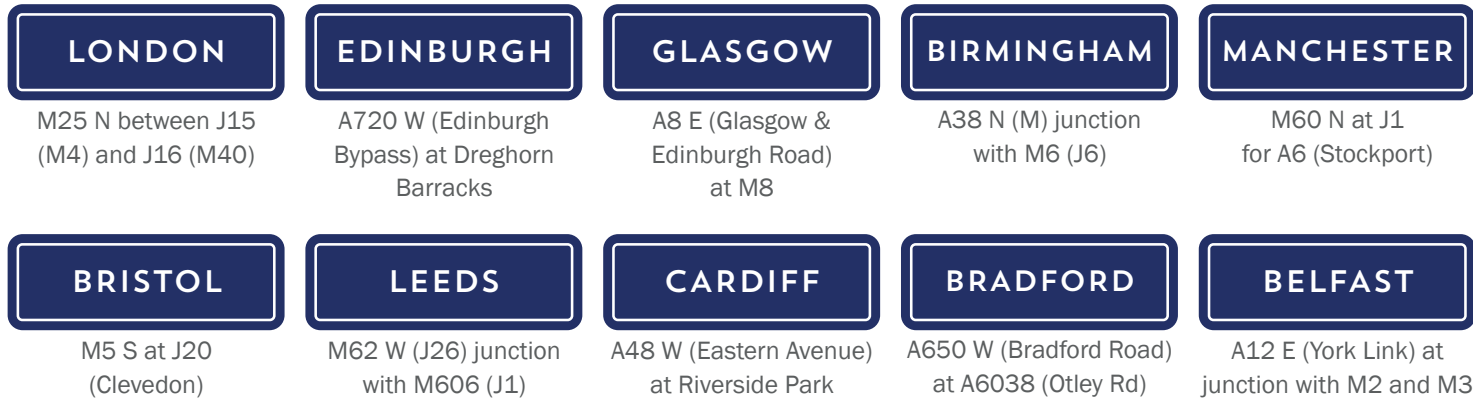 LONDON
M25 N between J15
(M4) and J16 (M40)
EDINBURGH
A720 W (Edinburgh
Bypass) at Dreghorn
Barracks
GLASGOW
A8 E (Glasgow &
Edinburgh Road)
at M8
BIRMINGHAM
A38 N (M) junction
with M6 (J6)
MANCHESTER
M60 N at J1
for A6 (Stockport)
BRISTOL
M5 S at J20
(Clevedon)
LEEDS
M62 W (J26) junction
with M606 (J1)
CARDIFF
A48 W (Eastern Avenue)
at Riverside Park
BRADFORD
A650 W (Bradford Road)
at A6038 (Otley Rd)
BELFAST
A12 E (York Link) at
junction with M2 and M3